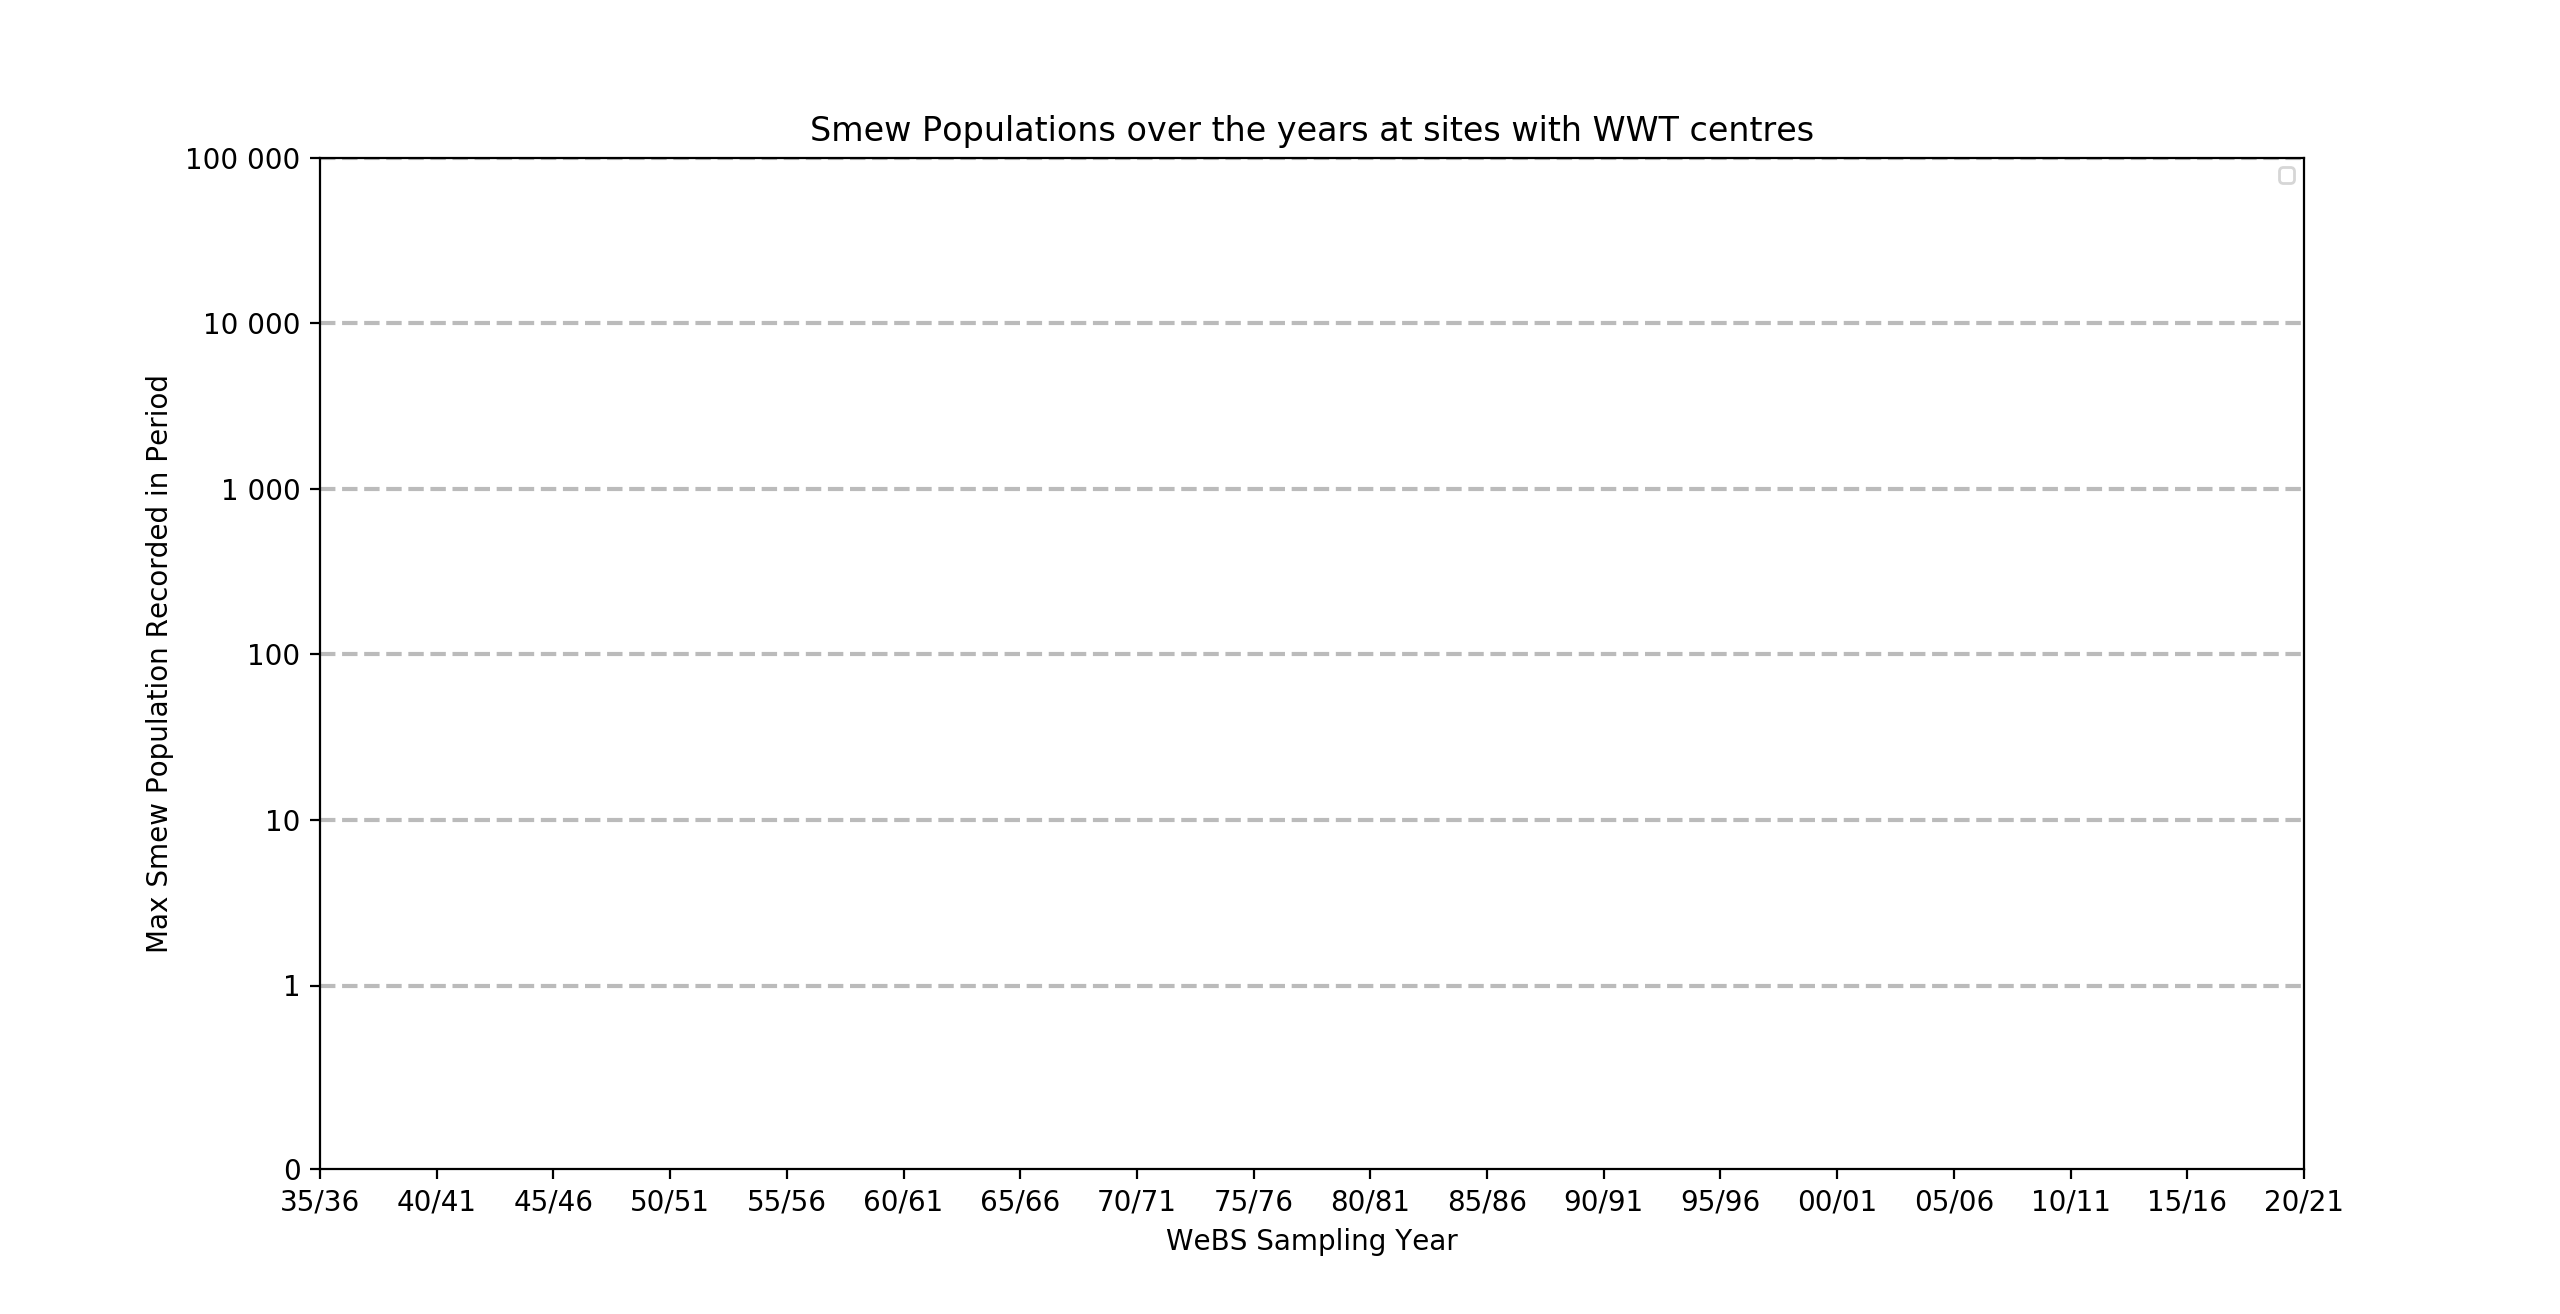 Smew Populations over the years at sites with WWT centres
100 000
10 000
1 000
100
10
1
0
Max Smew Population Recorded in Period
35/36 40/41 45/46 50/51 55/56 60/61 65/66 70/71 75/76 80/81 85/86 90/91 95/96 00/01 05/06 10/11 15/16 20/21
WeBS Sampling Year